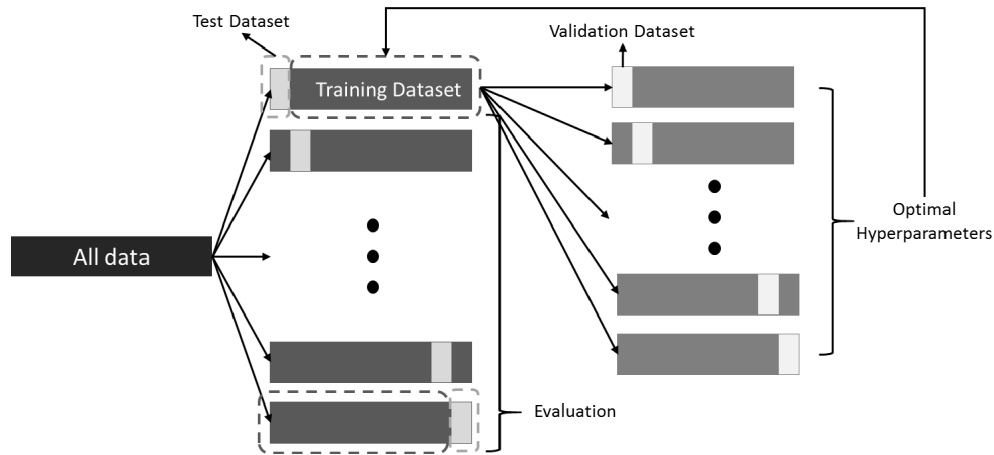 Test Dataset
Validation Dataset
Training Dataset
Optimal
Hyperparameters
All data
Evaluation